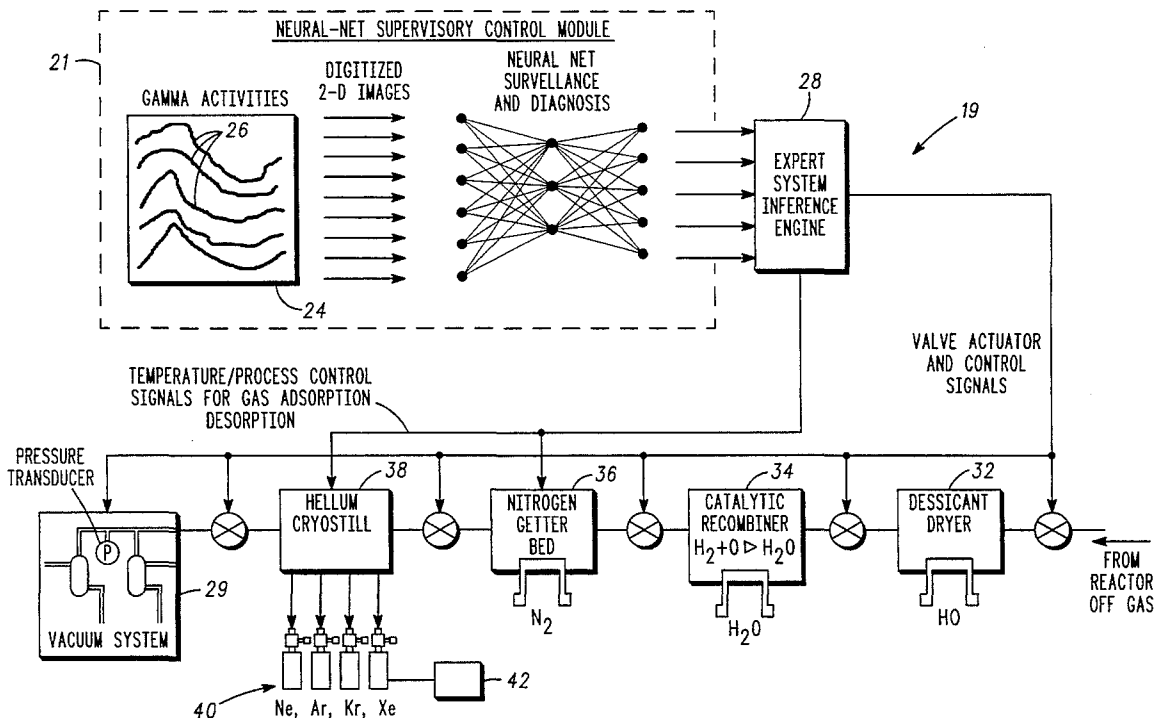 NEURAL-NET SUPERVISORY CONTROL MODULE
21
GAMMA ACTIVITIES
26
24
DIGITIZED
2-D IMAGES
NEURAL NET
SURVELLANCE
AND DIAGNOSIS
28
EXPERT
SYSTEM
INFERENCE
ENGINE
19
VALVE ACTUATOR
AND CONTROL
SIGNALS
TEMPERATURE/PROCESS CONTROL
SIGNALS FOR GAS ADSORPTION
DESORPTION
PRESSURE
TRANSDUCER
P
29
VACUUM SYSTEM
38
HELLUM
CRYOSTILL
36
NITROGEN
GETTER
BED
N2
34
CATALYTIC
RECOMBINER
H2+O ▷ H2O
H2O
32
DESSICANT
DRYER
HO
FROM
REACTOR
OFF GAS
40
Ne, Ar, Kr, Xe
42